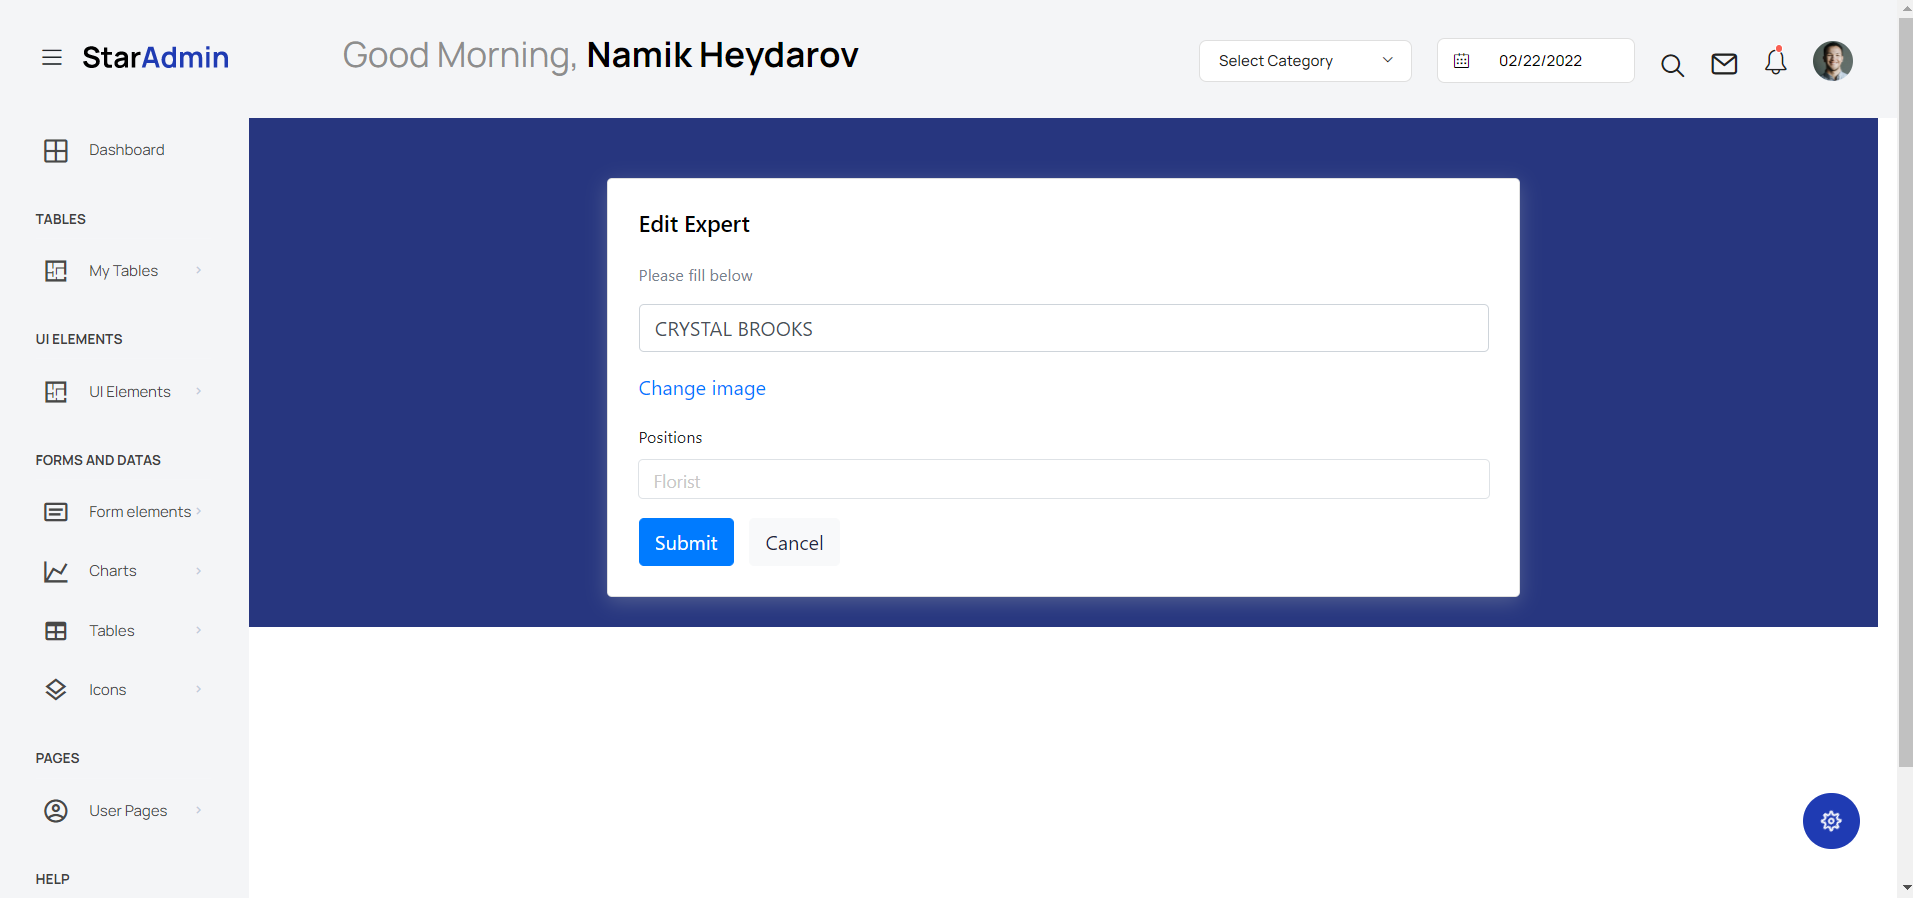 StarAdmin
Good Morning, Namik Heydarov
Select Category
02/22/2022
Dashboard
TABLES
My Tables
UI ELEMENTS
UI Elements
FORMS AND DATAS
Form elements
Charts
Tables
Icons
PAGES
User Pages
HELP
Edit Expert
Please fill below
CRYSTAL BROOKS
Change image
Positions
Florist
Submit
Cancel